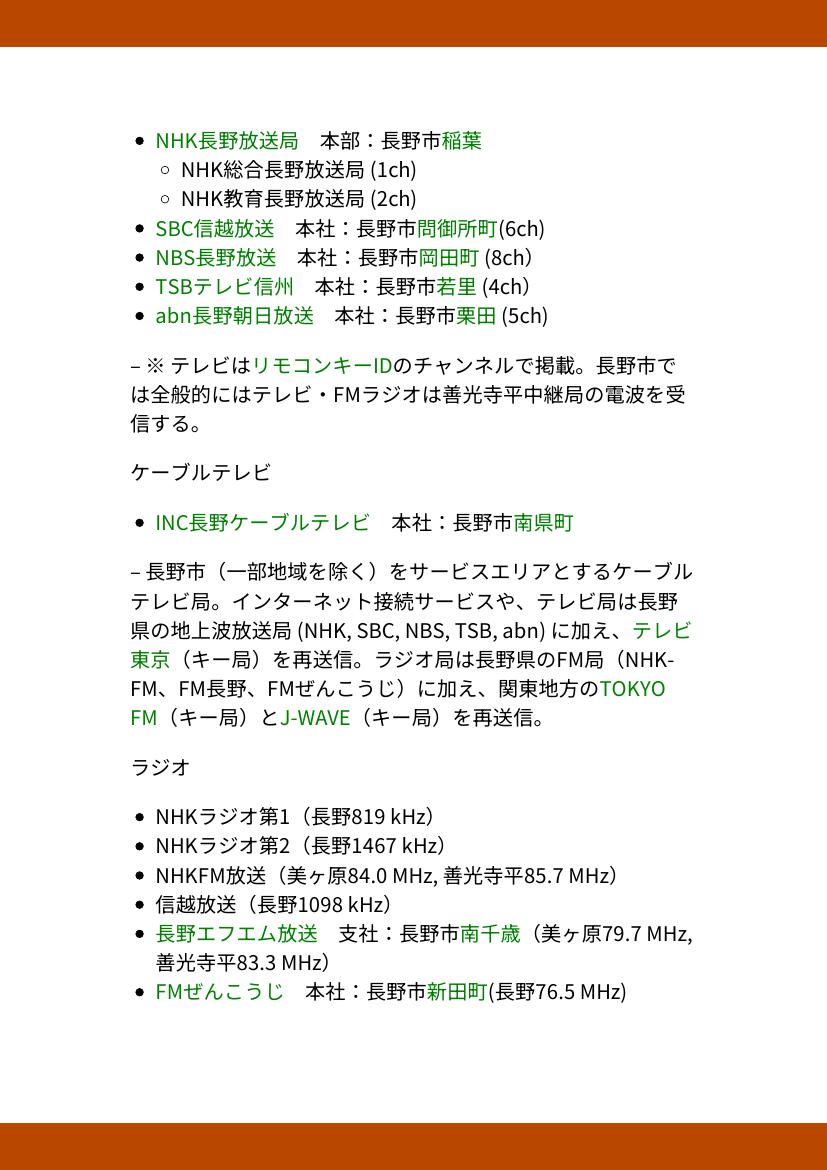 NHK長野放送局　本部：長野市稲葉
NHK総合長野放送局 (1ch)
NHK教育長野放送局 (2ch)
SBC信越放送　本社：長野市問御所町(6ch)
NBS長野放送　本社：長野市岡田町 (8ch）
TSBテレビ信州　本社：長野市若里 (4ch）
abn長野朝日放送　本社：長野市栗田 (5ch)
– ※ テレビはリモコンキーIDのチャンネルで掲載。長野市で
は全般的にはテレビ・FMラジオは善光寺平中継局の電波を受
信する。
ケーブルテレビ
INC長野ケーブルテレビ　本社：長野市南県町
– 長野市（一部地域を除く）をサービスエリアとするケーブル
テレビ局。インターネット接続サービスや、テレビ局は長野
県の地上波放送局 (NHK, SBC, NBS, TSB, abn) に加え、テレビ
東京（キー局）を再送信。ラジオ局は長野県のFM局（NHK-
FM、FM長野、FMぜんこうじ）に加え、関東地方のTOKYO
FM（キー局）とJ-WAVE（キー局）を再送信。
ラジオ
NHKラジオ第1（長野819 kHz）
NHKラジオ第2（長野1467 kHz）
NHKFM放送（美ヶ原84.0 MHz, 善光寺平85.7 MHz）
信越放送（長野1098 kHz）
長野エフエム放送　支社：長野市南千歳（美ヶ原79.7 MHz,
善光寺平83.3 MHz）
FMぜんこうじ　本社：長野市新田町(長野76.5 MHz)